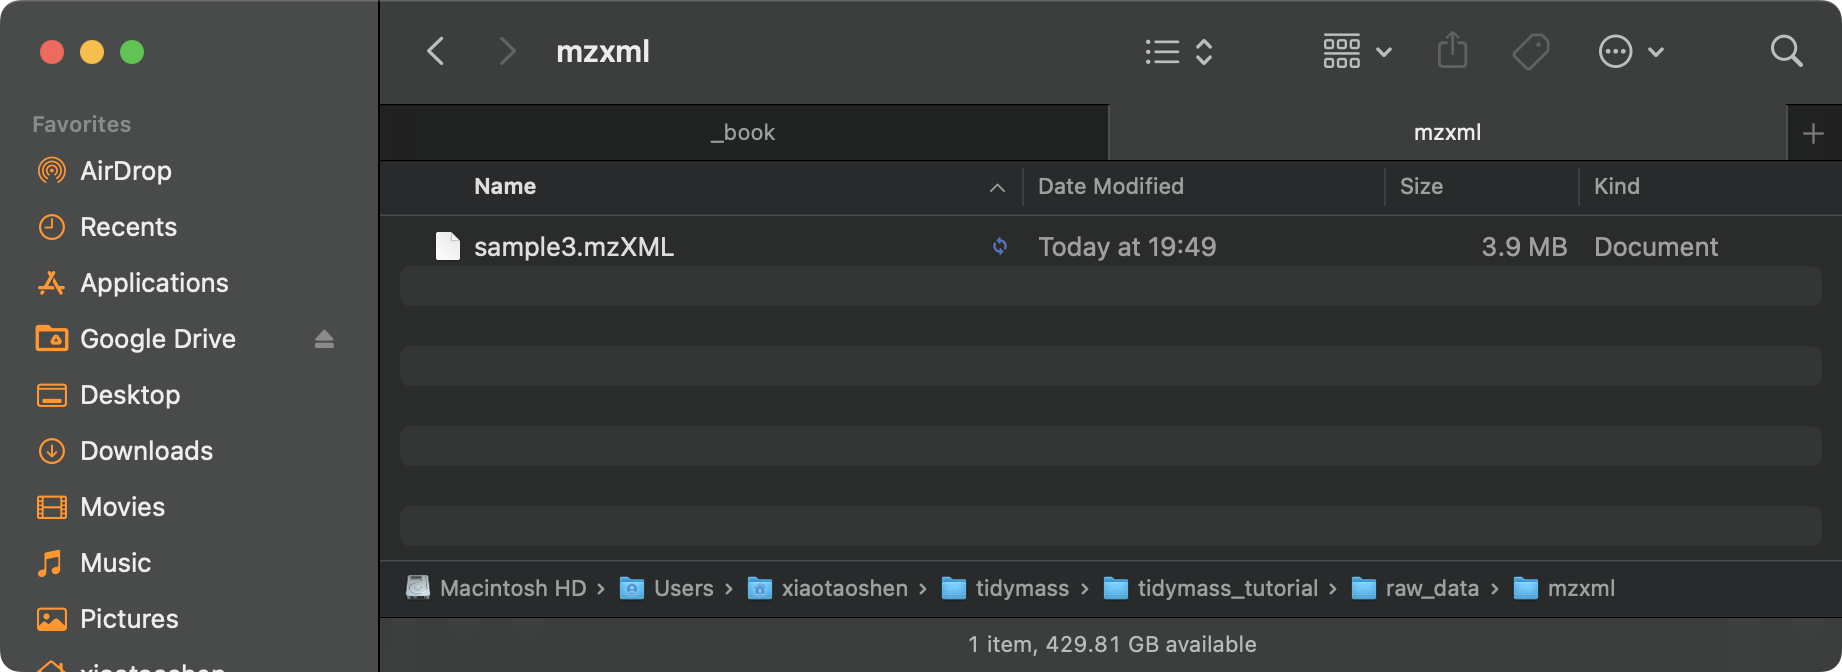 mzxml
Favorites
AirDrop
Recents
Applications
Google Drive
Desktop
Downloads
Movies
Music
Pictures
xiaotaoshen
_book
mzxml
Name Date Modified Size Kind
sample3.mzXML Today at 19:49 3.9 MB Document
Macintosh HD › Users › xiaotaoshen › tidymass › tidymass_tutorial › raw_data › mzxml
1 item, 429.81 GB available